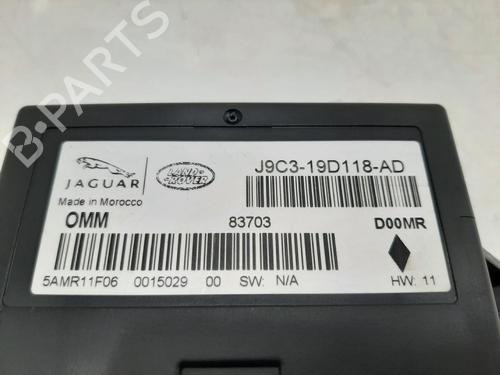 B-PARTS
JAGUAR
LAND-ROVER
J9C3-19D118-AD
Made in Morocco
OMM 83703 D00MR
5AMR11F06 0015029 00 SW: N/A HW: 11